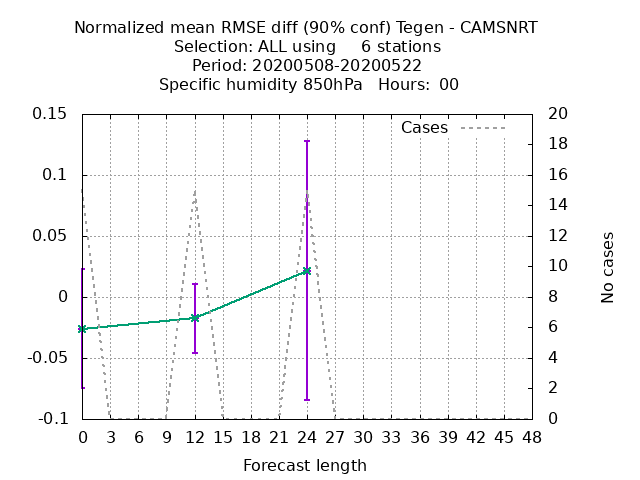 Normalized mean RMSE diff (90% conf) Tegen - CAMSNRT
Selection: ALL using 6 stations
Period: 20200508-20200522
Specific humidity 850hPa Hours: 00
Cases
0.15
0.1
0.05
0
-0.05
-0.1
20
18
16
14
12
10
8
6
4
2
0
No cases
0 3 6 9 12 15 18 21 24 27 30 33 36 39 42 45 48
Forecast length